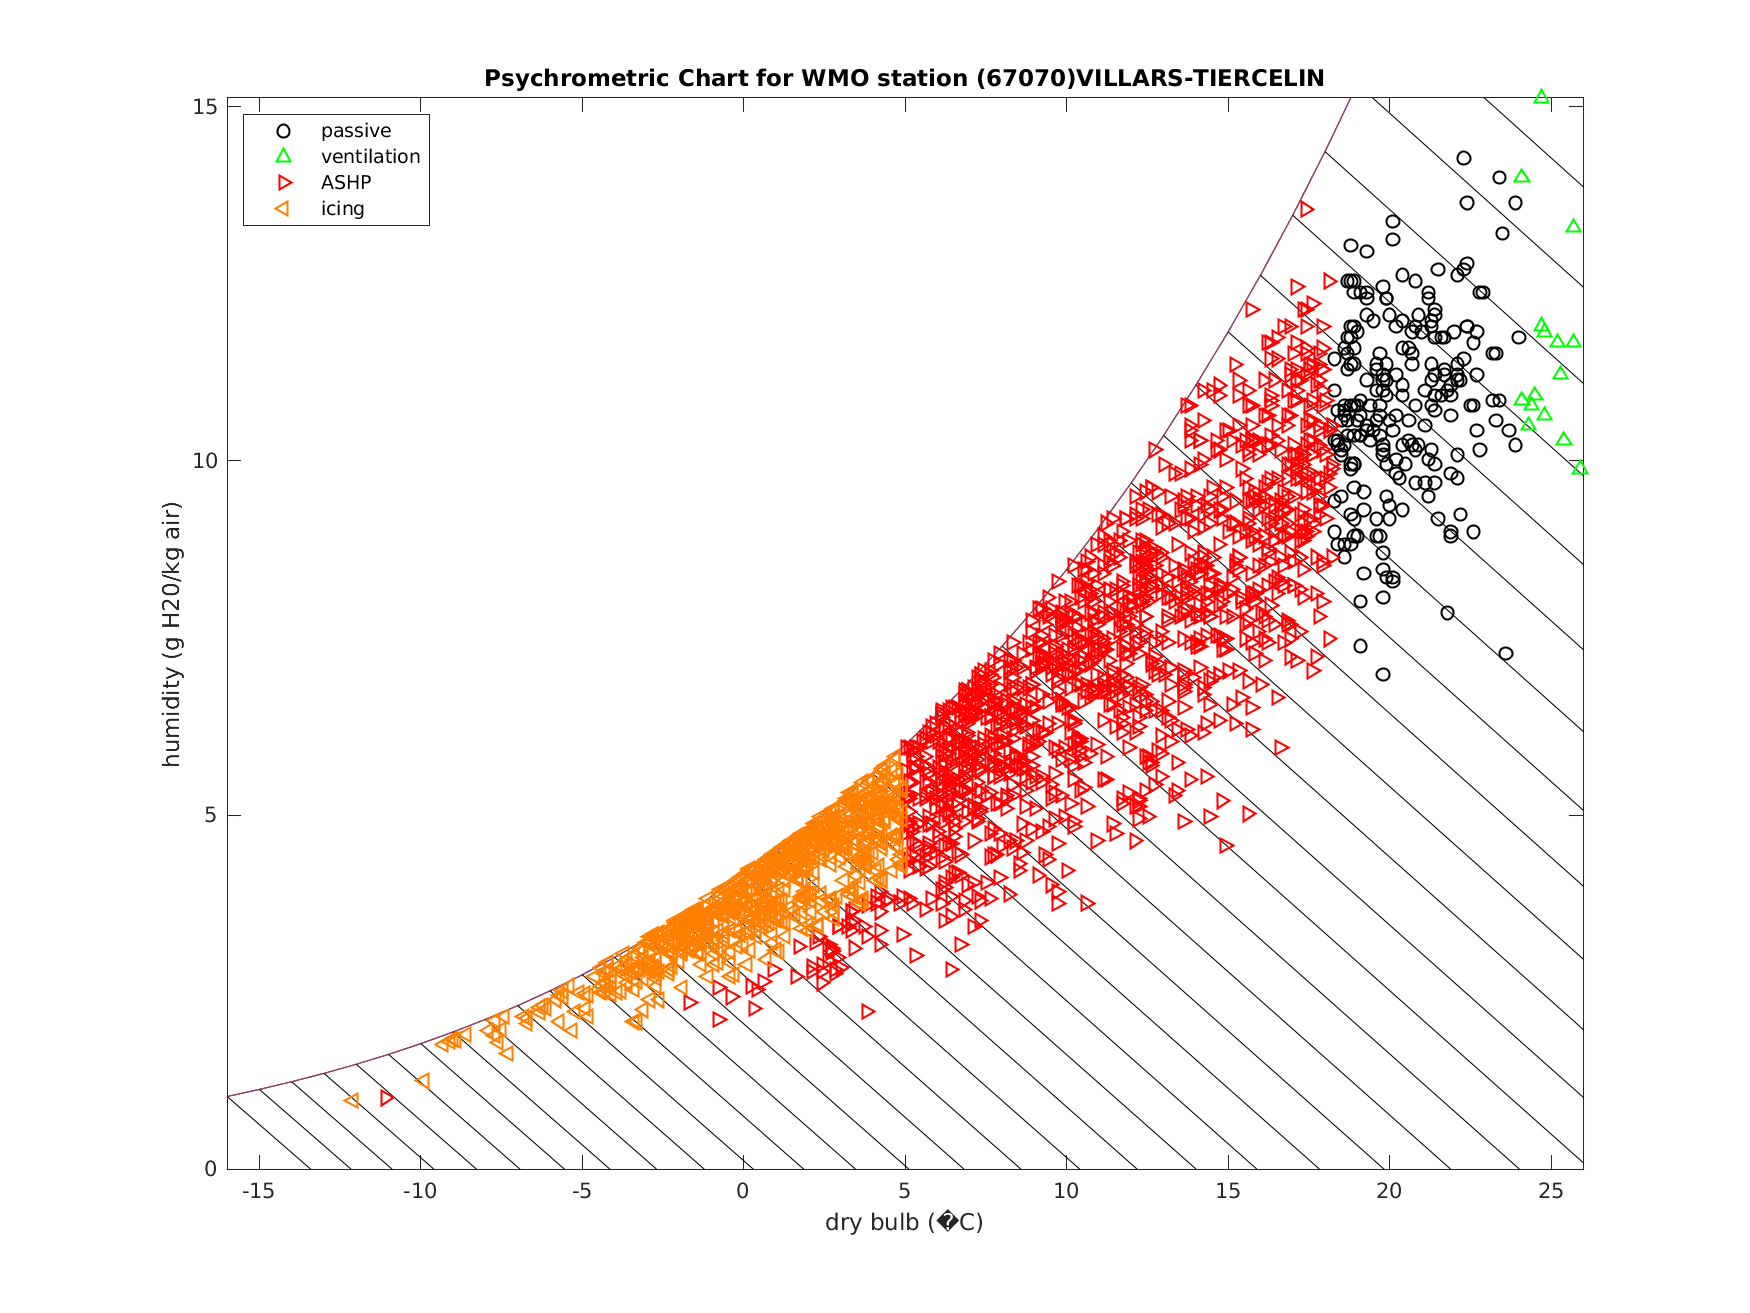 Psychrometric Chart for WMO station (67070)VILLARS-TIERCELIN
passive
ventilation
ASHP
icing
humidity (g H20/kg air)
15
10
5
0
-15 -10 -5 0 5 10 15 20 25
dry bulb (�C)